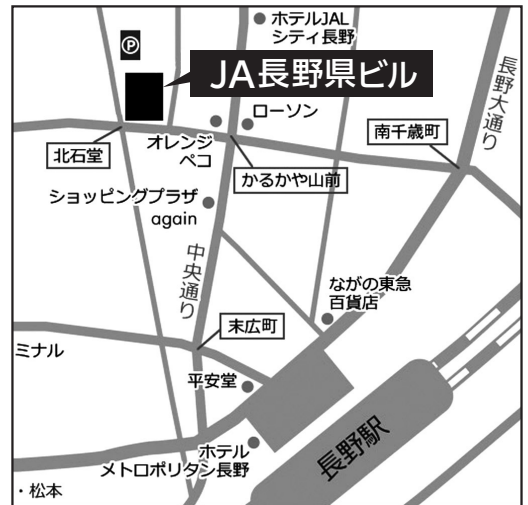 ホテルJAL
シティ長野
Ⓟ
JA長野県ビル
長野大通り
ローソン
オレンジ
ペコ
南千歳町
北石堂
かるかや山前
ショッピングプラザ
again
中央通り
ながの東急
百貨店
末広町
ミナル
平安堂
長野駅
ホテル
メトロポリタン長野
・松本